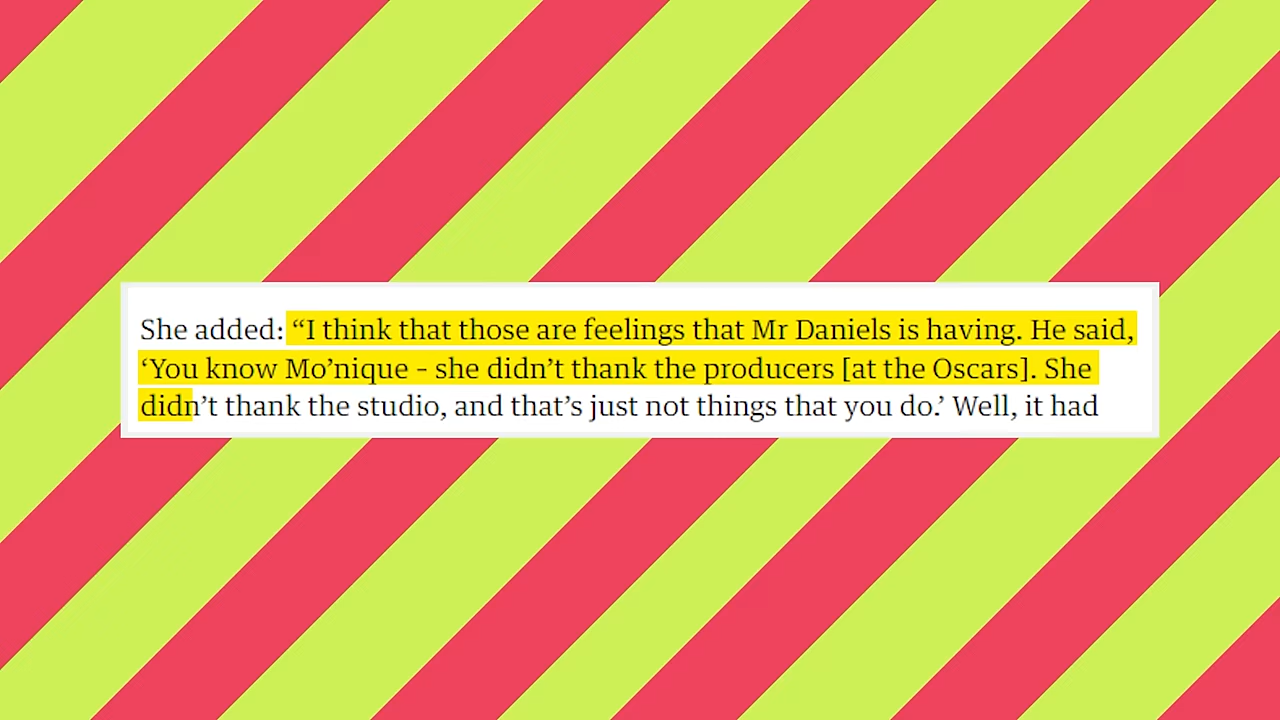 She added: “I think that those are feelings that Mr Daniels is having. He said,
‘You know Mo’nique – she didn’t thank the producers [at the Oscars]. She
didn’t thank the studio, and that’s just not things that you do.’ Well, it had